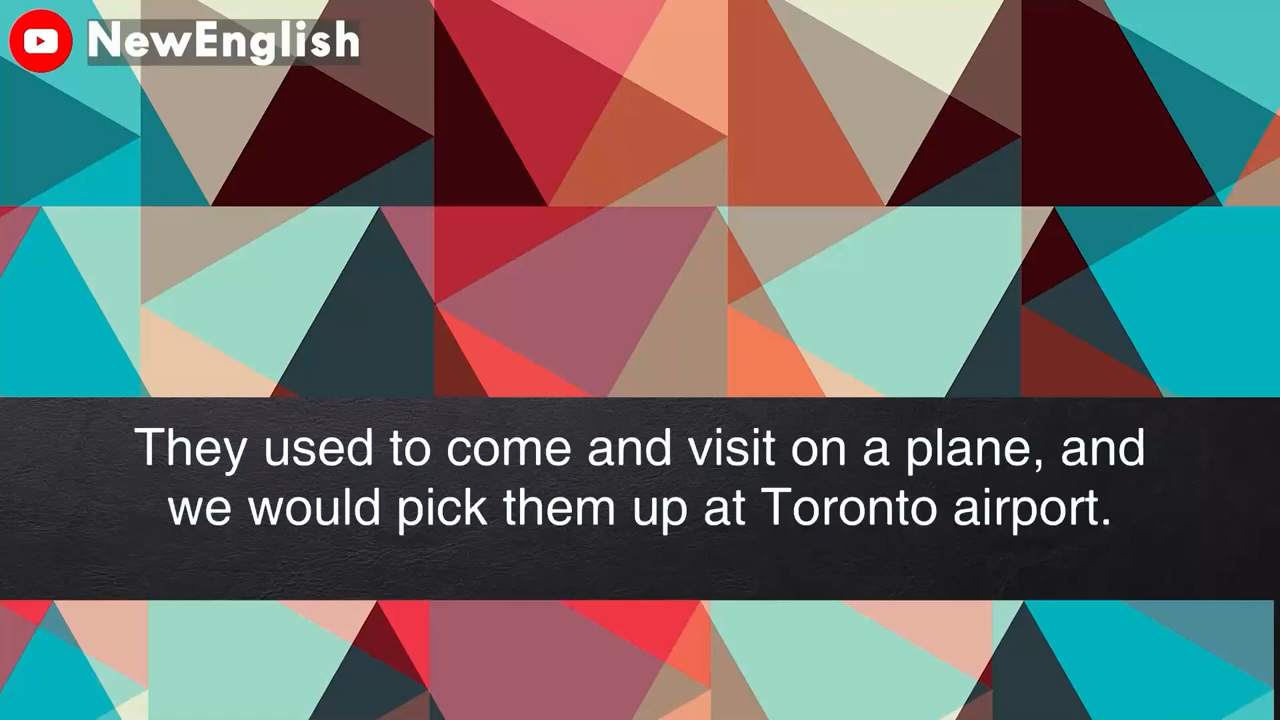 NewEnglish
They used to come and visit on a plane, and
we would pick them up at Toronto airport.